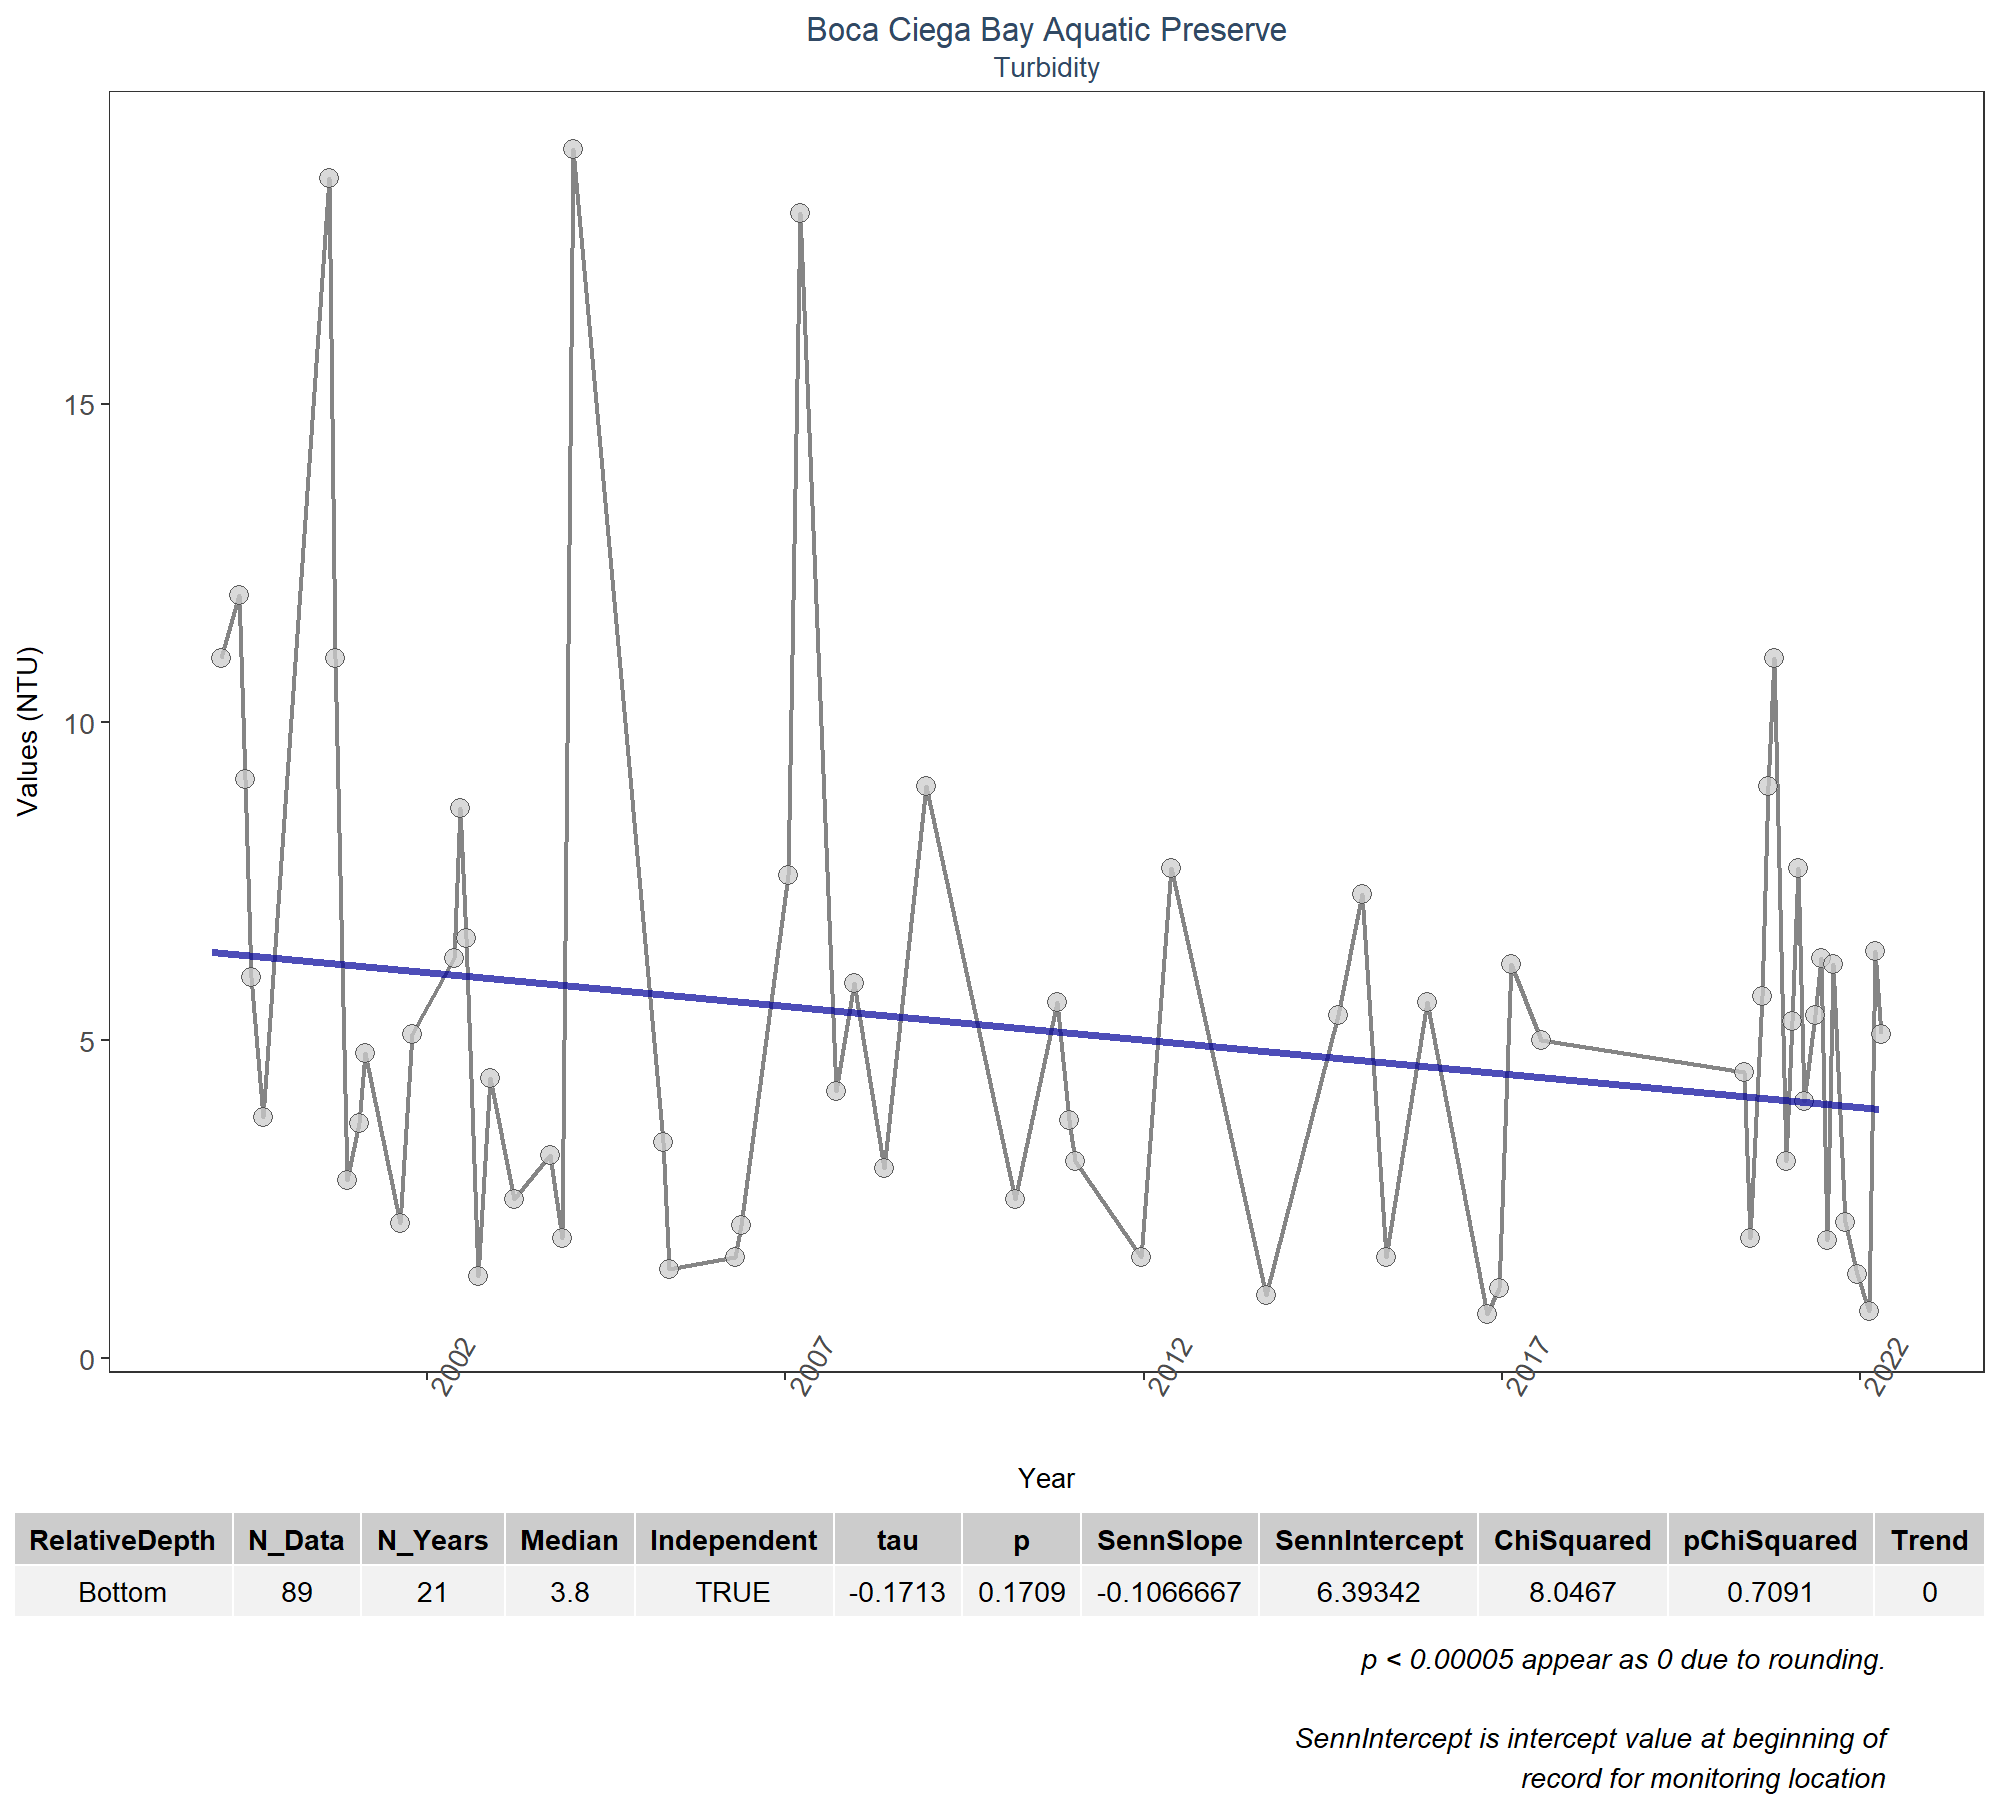 Boca Ciega Bay Aquatic Preserve
Turbidity
Values (NTU)
15
10
5
0
2002 2007 2012 2017 2022
Year
RelativeDepth N_Data N_Years Median Independent tau p SennSlope SennIntercept ChiSquared pChiSquared Trend
Bottom 89 21 3.8 TRUE -0.1713 0.1709 -0.1066667 6.39342 8.0467 0.7091 0
p < 0.00005 appear as 0 due to rounding.
SennIntercept is intercept value at beginning of
record for monitoring location